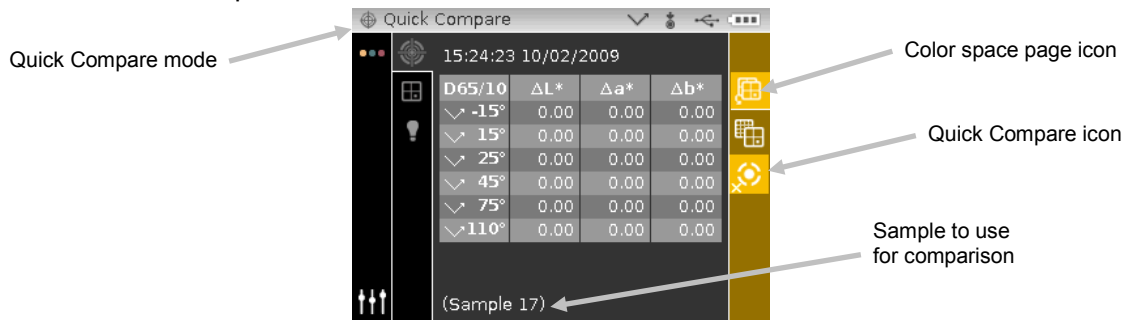 Quick Compare
Quick Compare mode
15:24:23 10/02/2009
Color space page icon
D65/10 ΔL* Δa* Δb*
-15° 0.00 0.00 0.00
15° 0.00 0.00 0.00
Quick Compare icon
25° 0.00 0.00 0.00
45° 0.00 0.00 0.00
75° 0.00 0.00 0.00
110° 0.00 0.00 0.00
Sample to use
for comparison
(Sample 17)